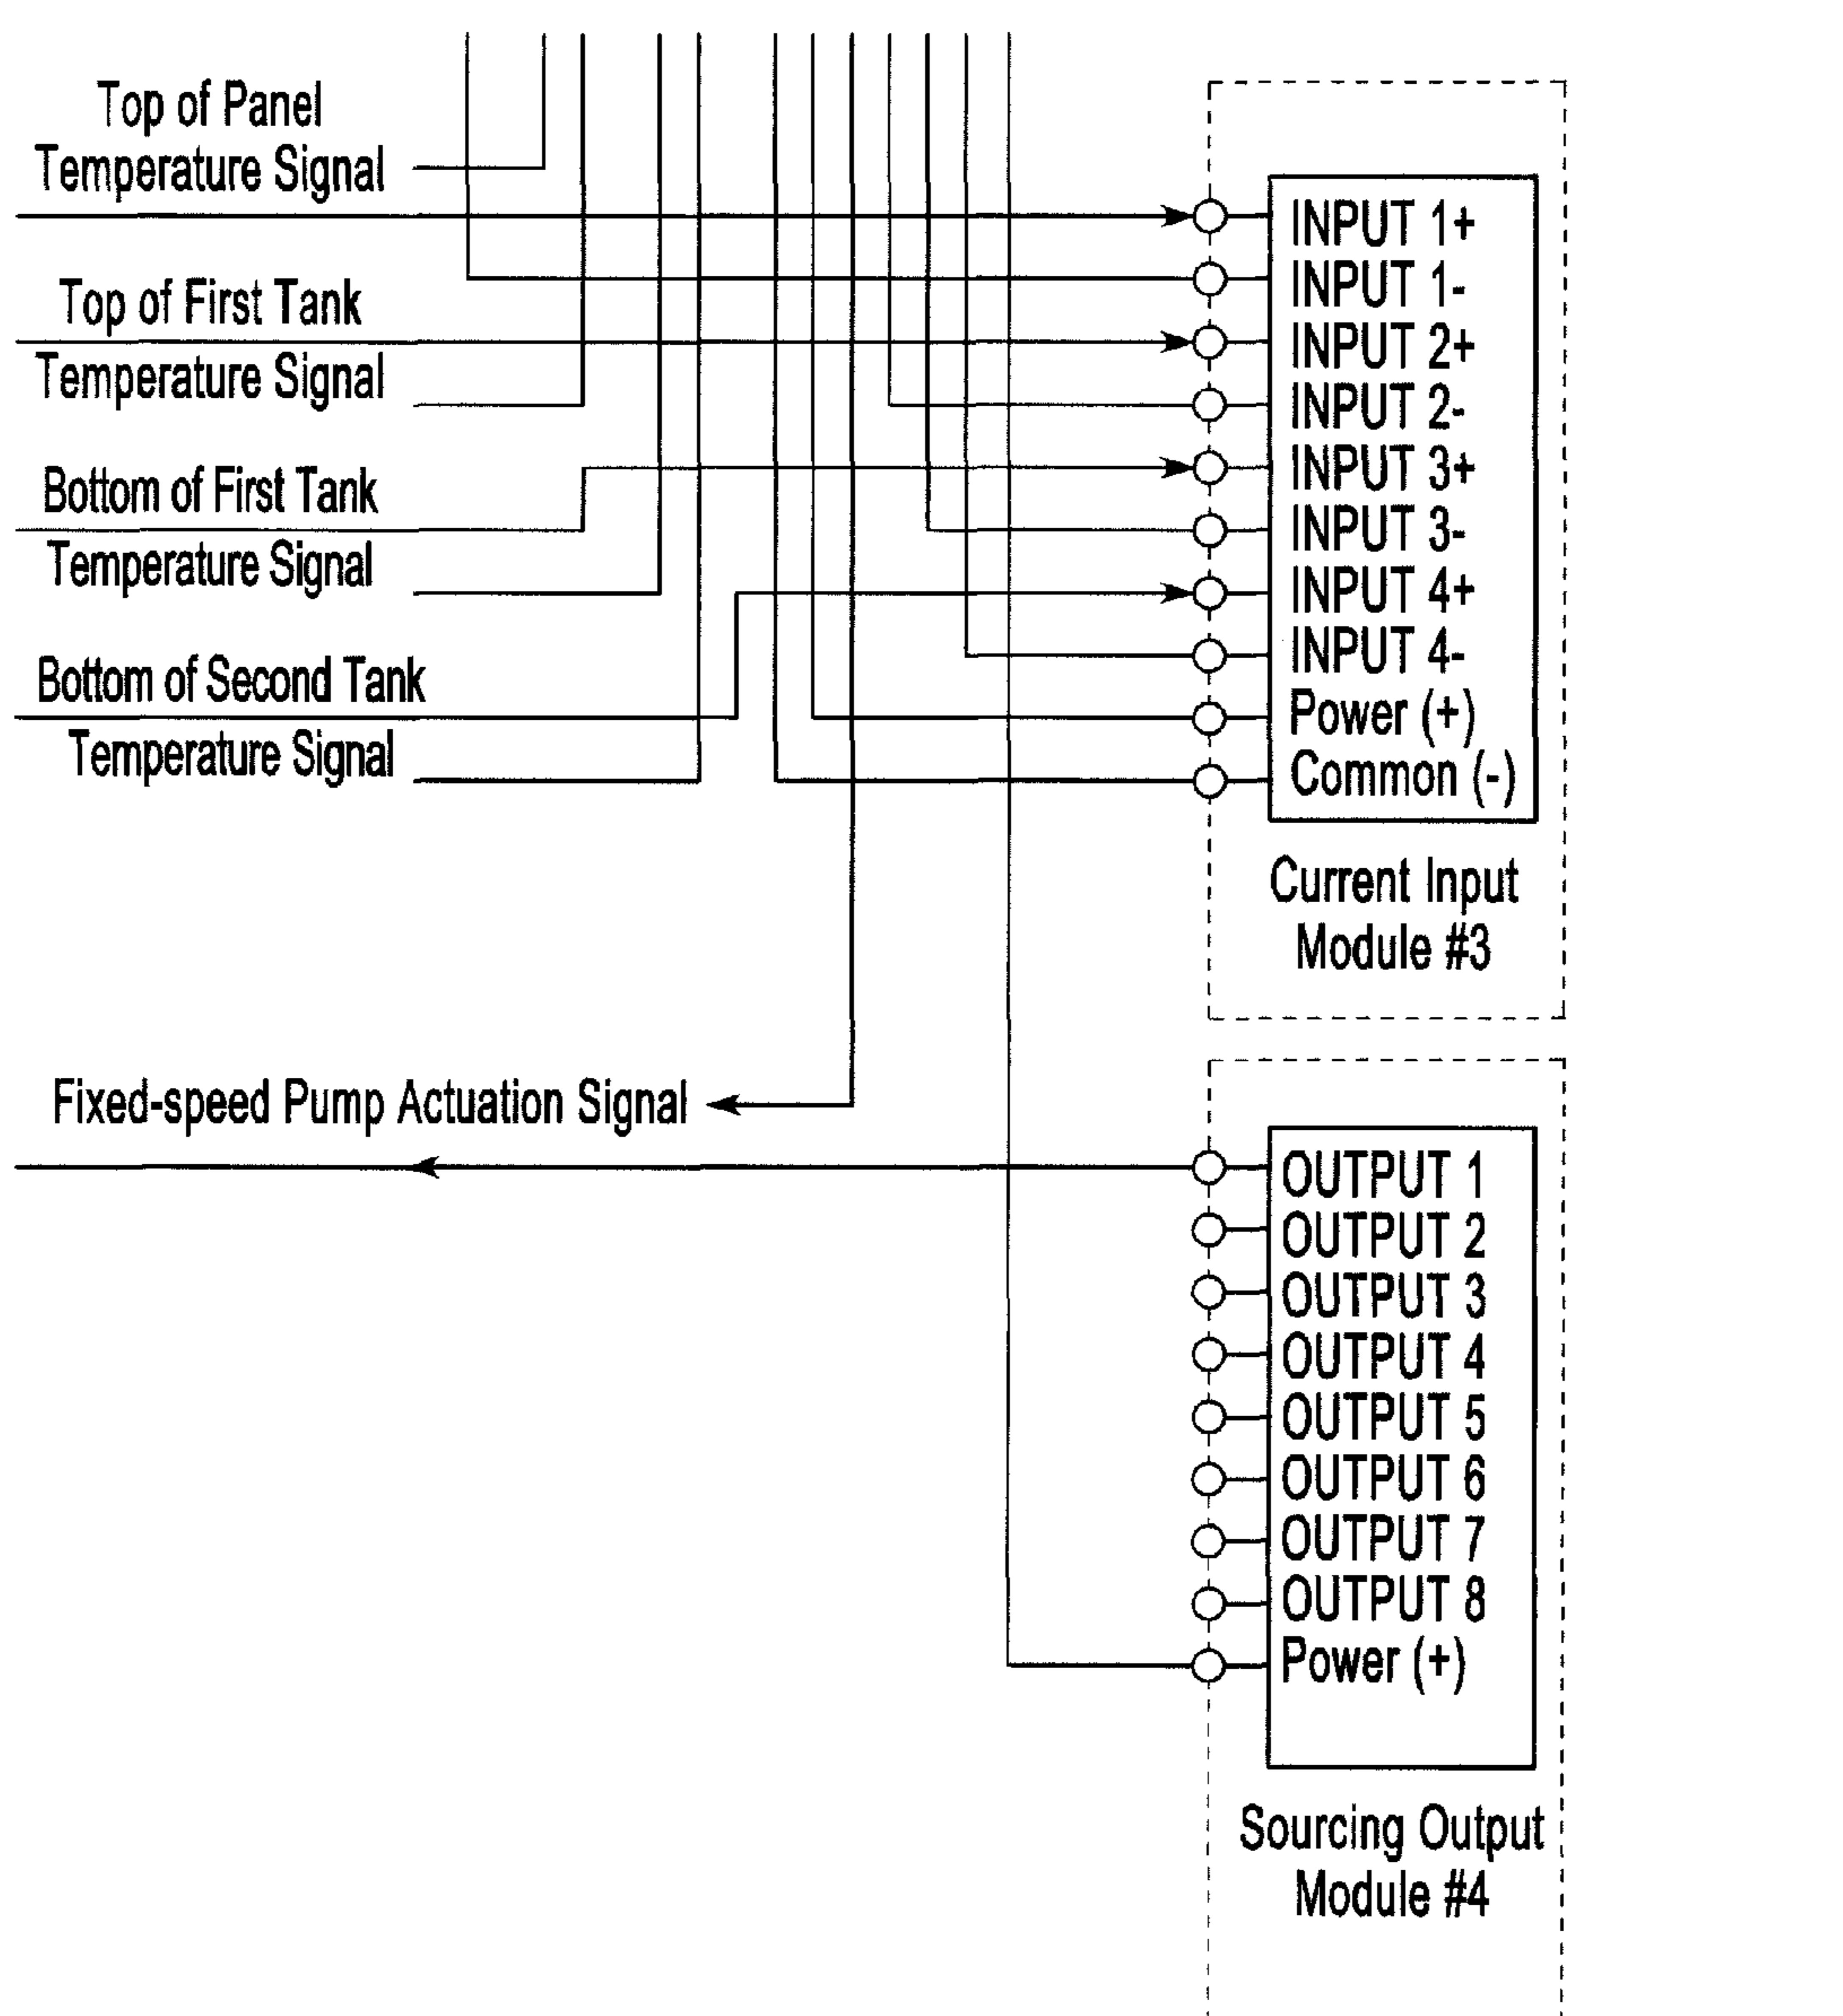 Top of Panel
Temperature Signal
Top of First Tank
Temperature Signal
Bottom of First Tank
Temperature Signal
Bottom of Second Tank
Temperature Signal
INPUT 1+
INPUT 1-
INPUT 2+
INPUT 2-
INPUT 3+
INPUT 3-
INPUT 4+
INPUT 4-
Power (+)
Common (-)
Current Input
Module #3
Fixed-speed Pump Actuation Signal
OUTPUT 1
OUTPUT 2
OUTPUT 3
OUTPUT 4
OUTPUT 5
OUTPUT 6
OUTPUT 7
OUTPUT 8
Power (+)
Sourcing Output
Module #4